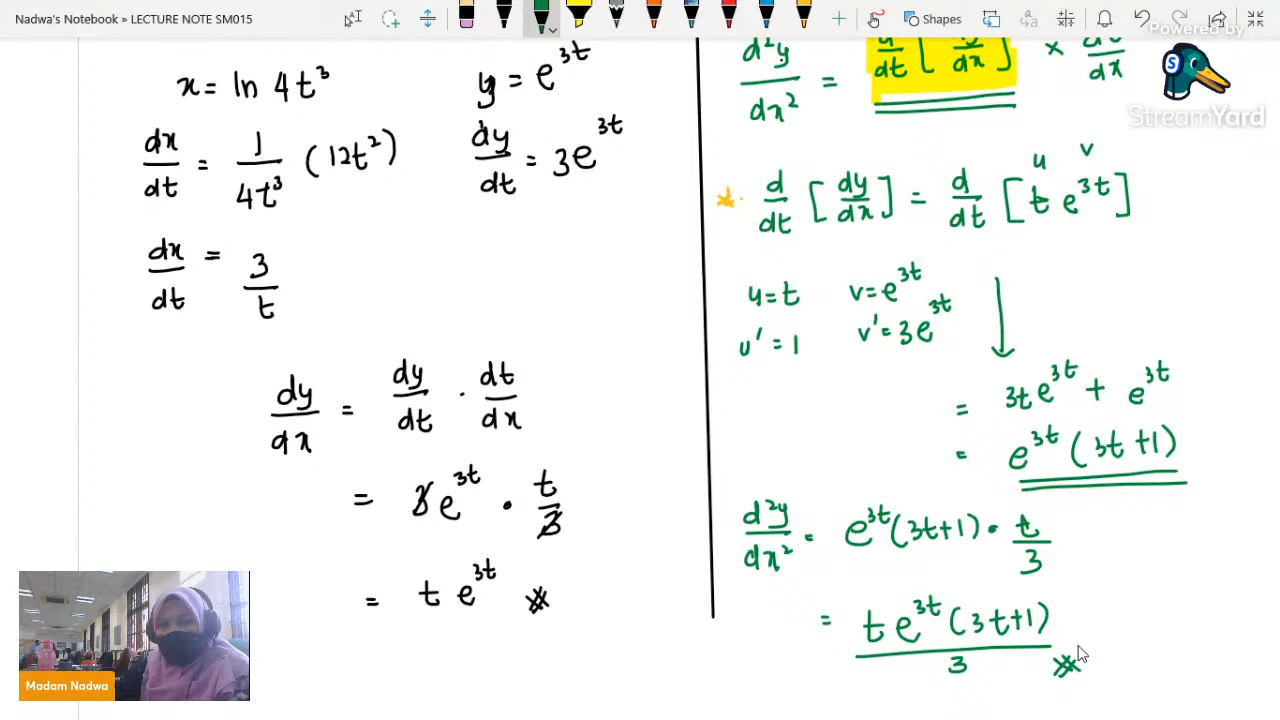 Nadwa's Notebook » LECTURE NOTE SM015
Shapes
Powered by
StreamYard
x = ln 4t³
dx/dt = 1/4t³ (12t²)
dx/dt = 3/t
y = e^3t
dy/dt = 3e^3t
dy/dx = dy/dt · dt/dx
= 3e^3t · t/3
= t e^3t
d²y/dx² = d/dt [dy/dx] × dt/dx
d/dt [dy/dx] = d/dt [t e^3t]
u v
u = t v = e^3t
u' = 1 v' = 3e^3t
= 3te^3t + e^3t
= e^3t (3t+1)
d²y/dx² = e^3t (3t+1) · t/3
= t e^3t (3t+1)/3
Madam Nadwa